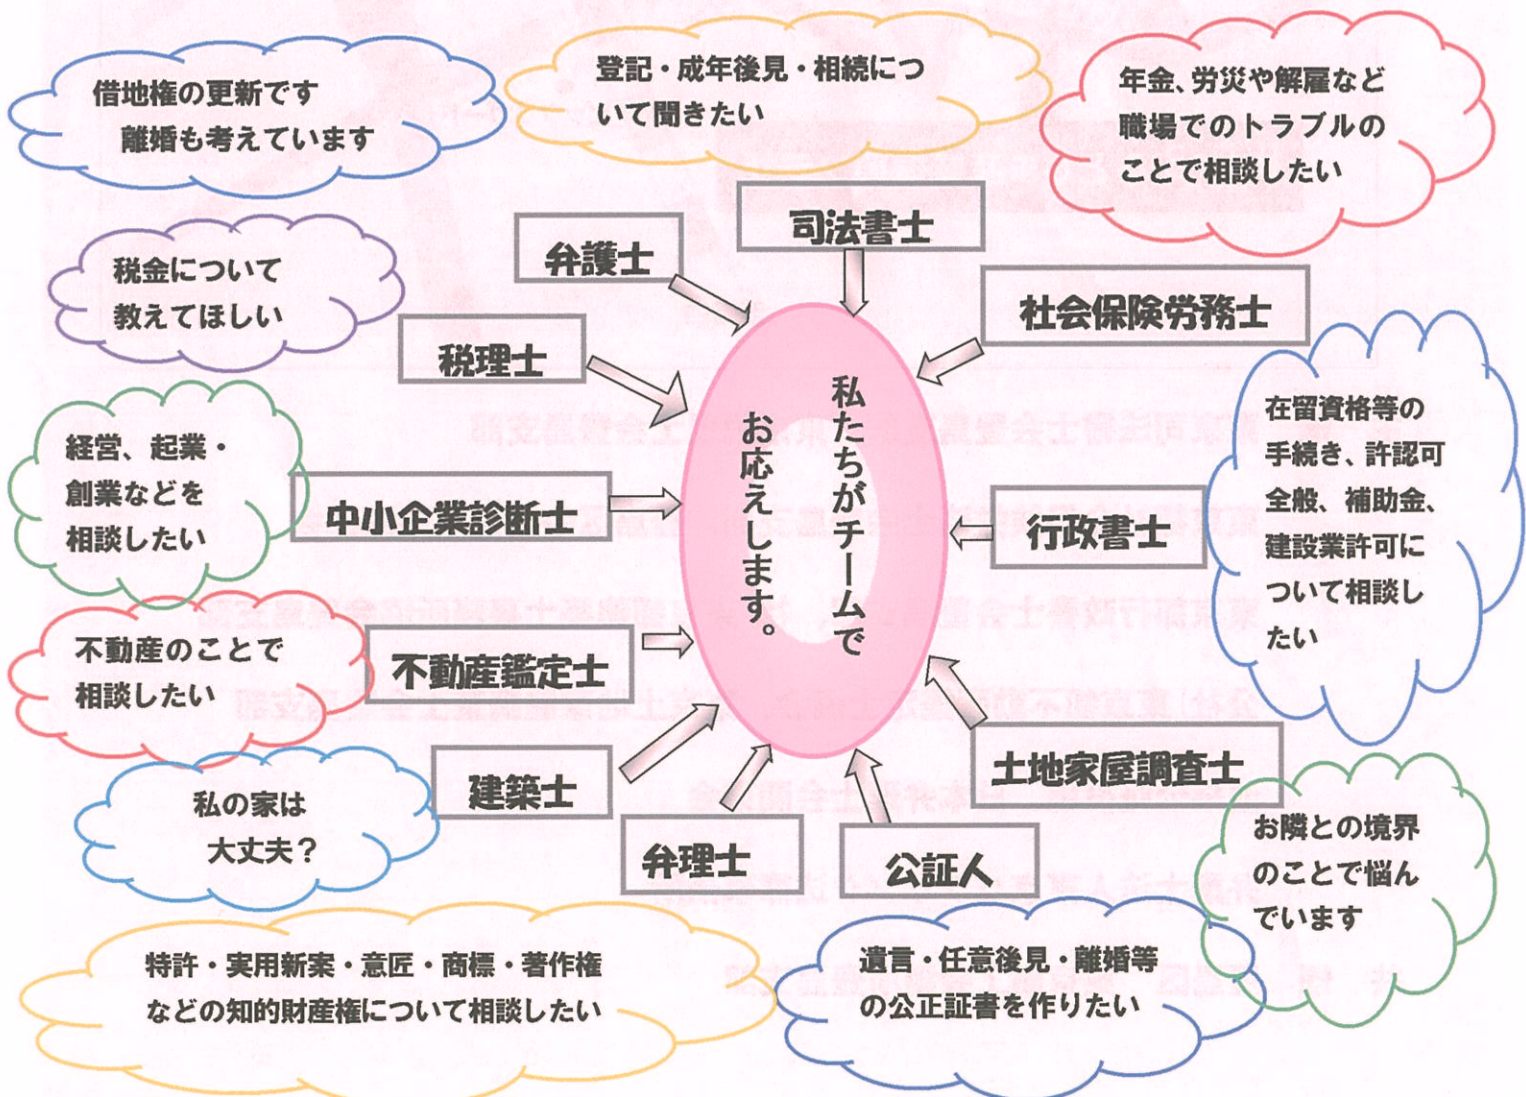 借地権の更新です
離婚も考えています
登記・成年後見・相続につ
いて聞きたい
年金、労災や解雇など
職場でのトラブルの
ことで相談したい
司法書士
弁護士
社会保険労務士
税金について
教えてほしい
税理士
私たちがチームで
お応えします。
経営、起業・
創業などを
相談したい
中小企業診断士
行政書士
在留資格等の
手続き、許認可
全般、補助金、
建設業許可に
ついて相談し
たい
不動産のことで
相談したい
不動産鑑定士
土地家屋調査士
建築士
私の家は
大丈夫？
弁理士
公証人
お隣との境界
のことで悩ん
でいます
特許・実用新案・意匠・商標・著作権
などの知的財産権について相談したい
遺言・任意後見・離婚等
の公正証書を作りたい